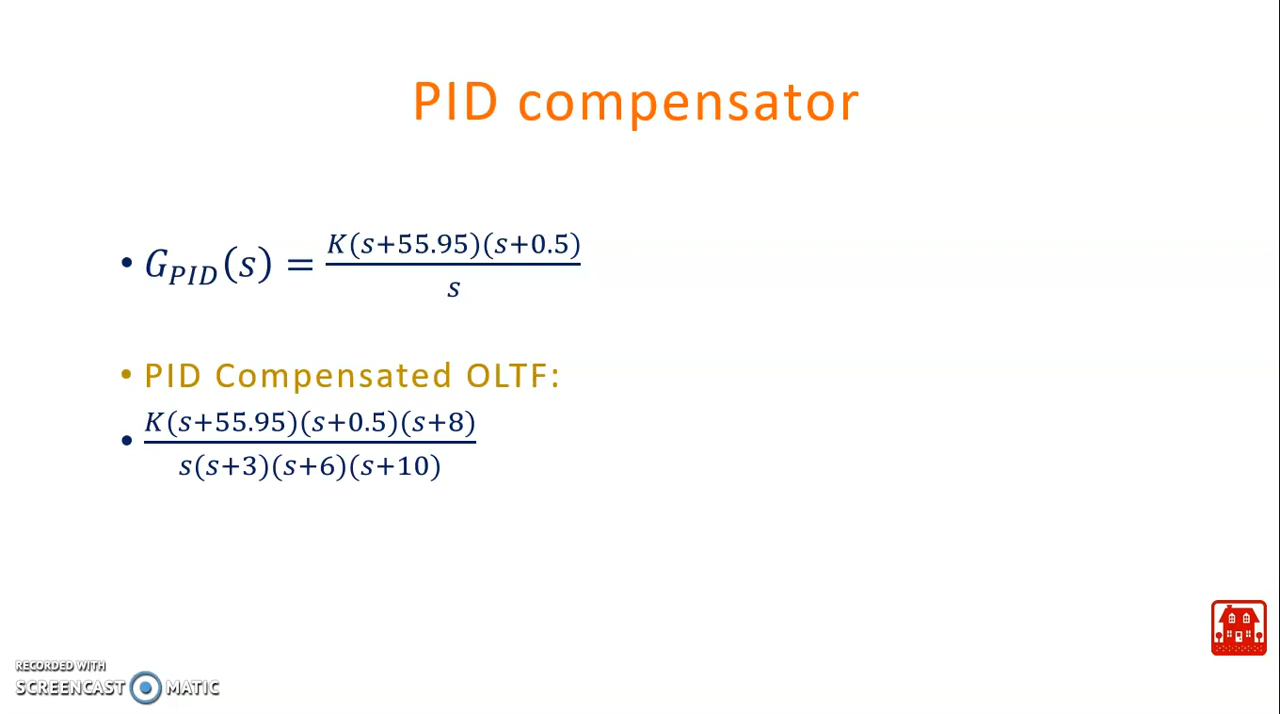 PID compensator
• G_PID(s) = K(s+55.95)(s+0.5) / s
• PID Compensated OLTF:
• K(s+55.95)(s+0.5)(s+8) / s(s+3)(s+6)(s+10)
RECORDED WITH
SCREENCAST MATIC